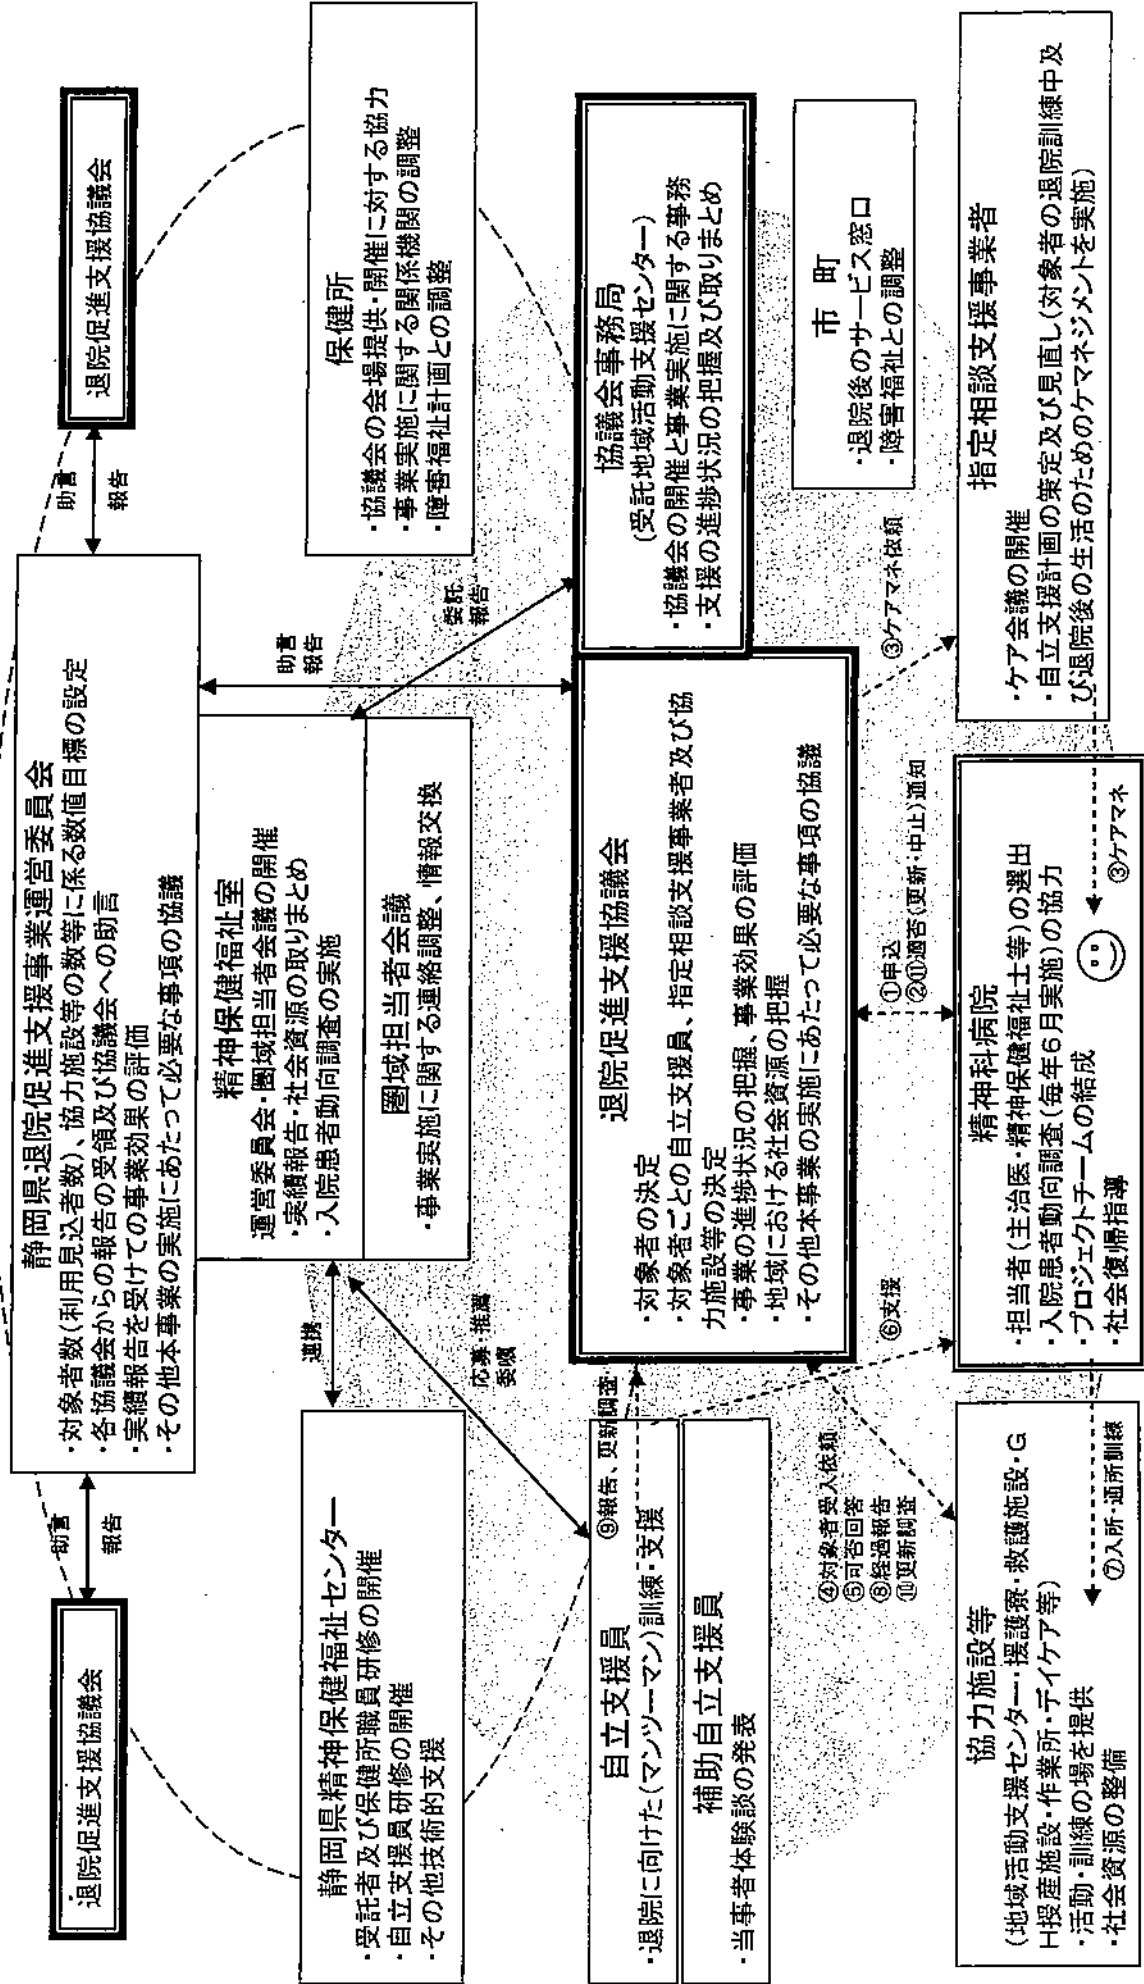 退院促進支援協議会
助言
報告
静岡県退院促進支援事業運営委員会
・対象者数(利用見込者数)、協力施設等の数等に係る数値目標の設定
・各協議会からの報告の受領及び協議会への助言
・実績報告を受けての事業効果の評価
・その他本事業の実施にあたって必要な事項の協議
助言
報告
退院促進支援協議会
静岡県精神保健福祉センター
・受託者及び保健所職員研修の開催
・自立支援員研修の開催
・その他技術的支援
連携
精神保健福祉室
運営委員会・圏域担当者会議の開催
・実績報告・社会資源の取りまとめ
・入院患者動向調査の実施
圏域担当者会議
・事業実施に関する連絡調整、情報交換
保健所
・協議会の会場提供・開催に対する協力
・事業実施に関する関係機関の調整
・障害福祉計画との調整
応募・推薦
委嘱
助言
報告
委託
報告
自立支援員
・退院に向けた(マンツーマン)訓練・支援
補助自立支援員
・当事者体験談の発表
⑨報告、更新調査
退院促進支援協議会
・対象者の決定
・対象者ごとの自立支援員、指定相談支援事業者及び協
力施設等の決定
・事業の進捗状況の把握、事業効果の評価
・地域における社会資源の把握
・その他本事業の実施にあたって必要な事項の協議
協議会事務局
(受託地域活動支援センター)
・協議会の開催と事業実施に関する事務
・支援の進捗状況の把握及び取りまとめ
市町
・退院後のサービス窓口
・障害福祉との調整
④対象者受入依頼
⑤可否回答
⑧経過報告
⑩更新調査
⑥支援
①申込
②⑪適否(更新・中止)通知
③ケアマネ依頼
協力施設等
(地域活動支援センター・援護寮・救護施設・G
H授産施設・作業所・デイケア等)
・活動・訓練の場を提供
・社会資源の整備
⑦入所・通所訓練
精神科病院
・担当者(主治医・精神保健福祉士等)の選出
・入院患者動向調査(毎年6月実施)の協力
・プロジェクトチームの結成
・社会復帰指導
③ケアマネ
指定相談支援事業者
・ケア会議の開催
・自立支援計画の策定及び見直し(対象者の退院訓練中及
び退院後の生活のためのケマネジメントを実施)